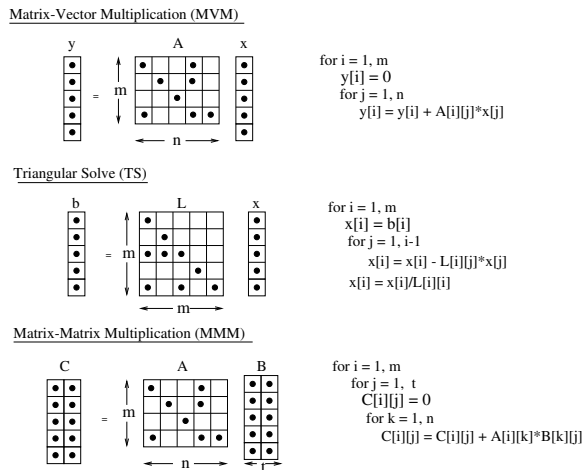 Matrix-Vector Multiplication (MVM)
y A x
=
m
n
for i = 1, m
y[i] = 0
for j = 1, n
y[i] = y[i] + A[i][j]*x[j]
Triangular Solve (TS)
b L x
=
m
m
for i = 1, m
x[i] = b[i]
for j = 1, i-1
x[i] = x[i] - L[i][j]*x[j]
x[i] = x[i]/L[i][i]
Matrix-Matrix Multiplication (MMM)
C A B
=
m
n
t
for i = 1, m
for j = 1, t
C[i][j] = 0
for k = 1, n
C[i][j] = C[i][j] + A[i][k]*B[k][j]